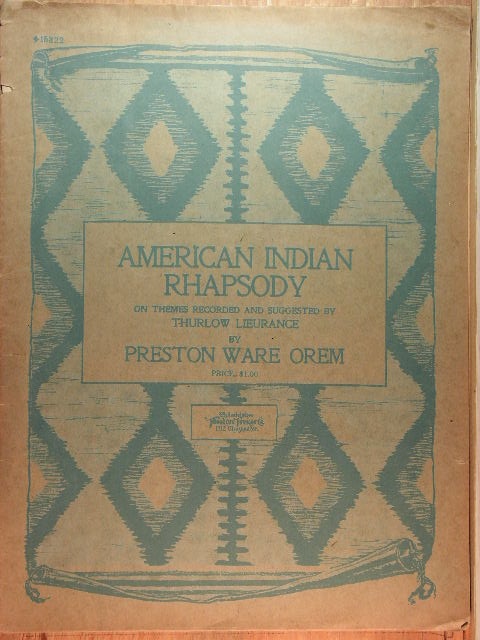 AMERICAN INDIAN
RHAPSODY
ON THEMES RECORDED AND SUGGESTED BY
THURLOW LIEURANCE
BY
PRESTON WARE OREM
PRICE, $1.00
Philadelphia
Theodore Presser Co.
1712 Chestnut Str.